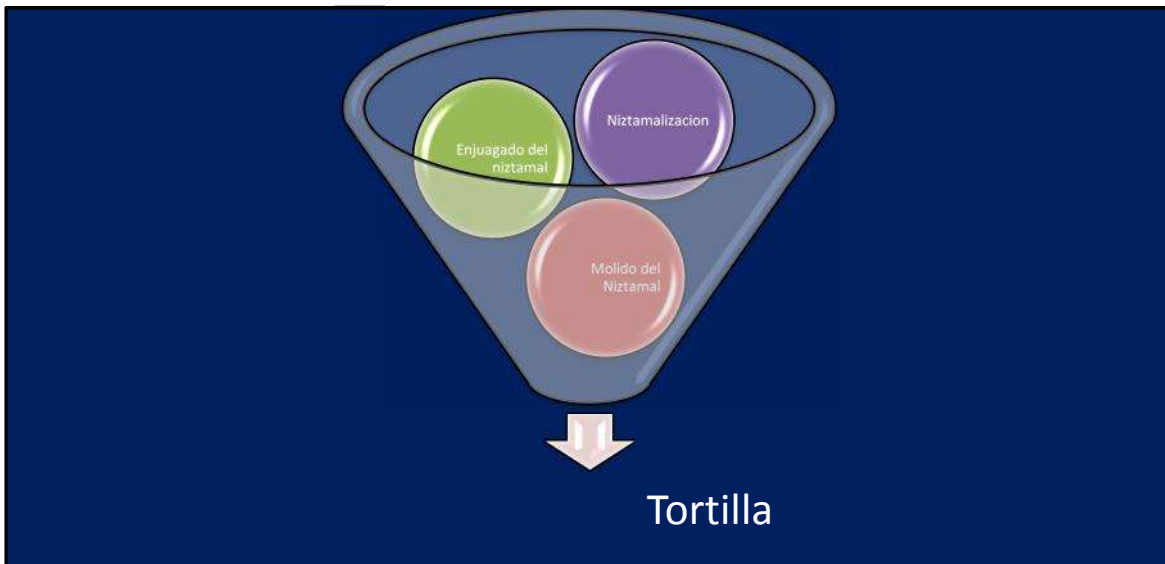 Niztamalizacion
Enjuagado del
niztamal
Molido del
Niztamal
Tortilla